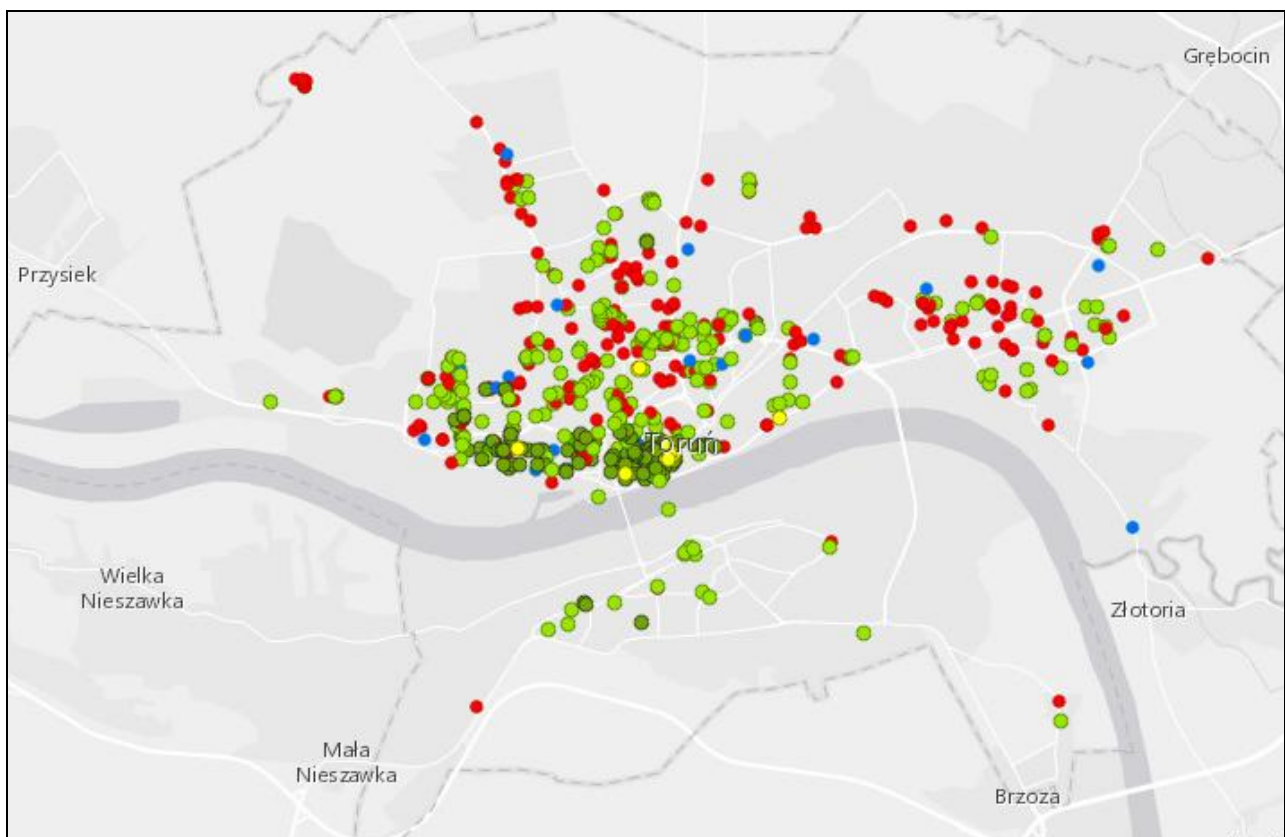 Grębocin
Przysiek
Toruń
Wielka
Nieszawka
Złotoria
Mała
Nieszawka
Brzoza